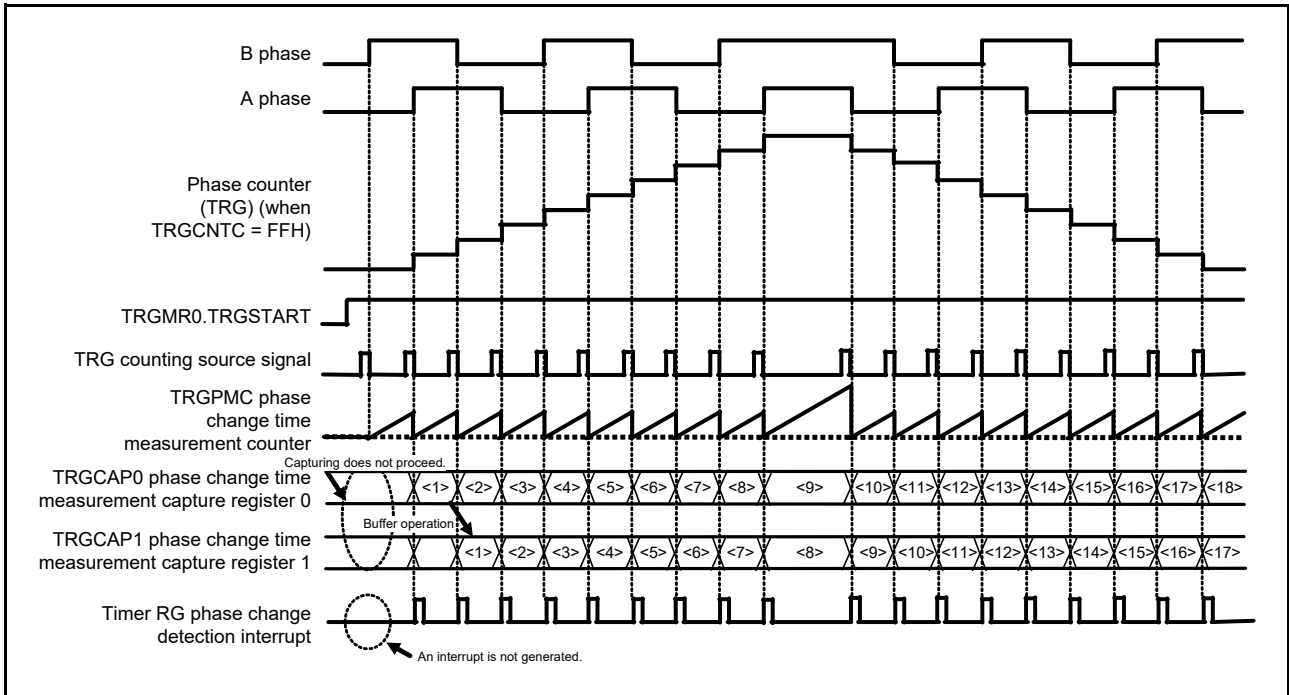 B phase
A phase
Phase counter
(TRG) (when
TRGCNTC = FFH)
TRGMR0.TRGSTART
TRG counting source signal
TRGPMC phase
change time
measurement counter
Capturing does not proceed.
TRGCAP0 phase change time
measurement capture register 0
<1> <2> <3> <4> <5> <6> <7> <8> <9> <10> <11> <12> <13> <14> <15> <16> <17> <18>
Buffer operation
TRGCAP1 phase change time
measurement capture register 1
<1> <2> <3> <4> <5> <6> <7> <8> <9> <10> <11> <12> <13> <14> <15> <16> <17>
Timer RG phase change
detection interrupt
An interrupt is not generated.